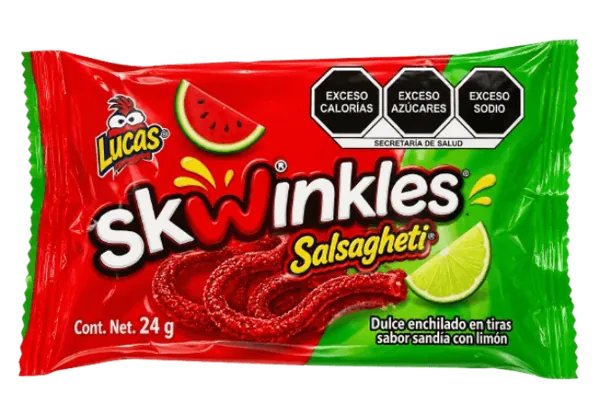 EXCESO
CALORÍAS
EXCESO
AZÚCARES
EXCESO
SODIO
SECRETARÍA DE SALUD
LUCAS®
SKWINKLES®
Salsagheti®
Cont. Net. 24 g
Dulce enchilado en tiras
sabor sandía con limón